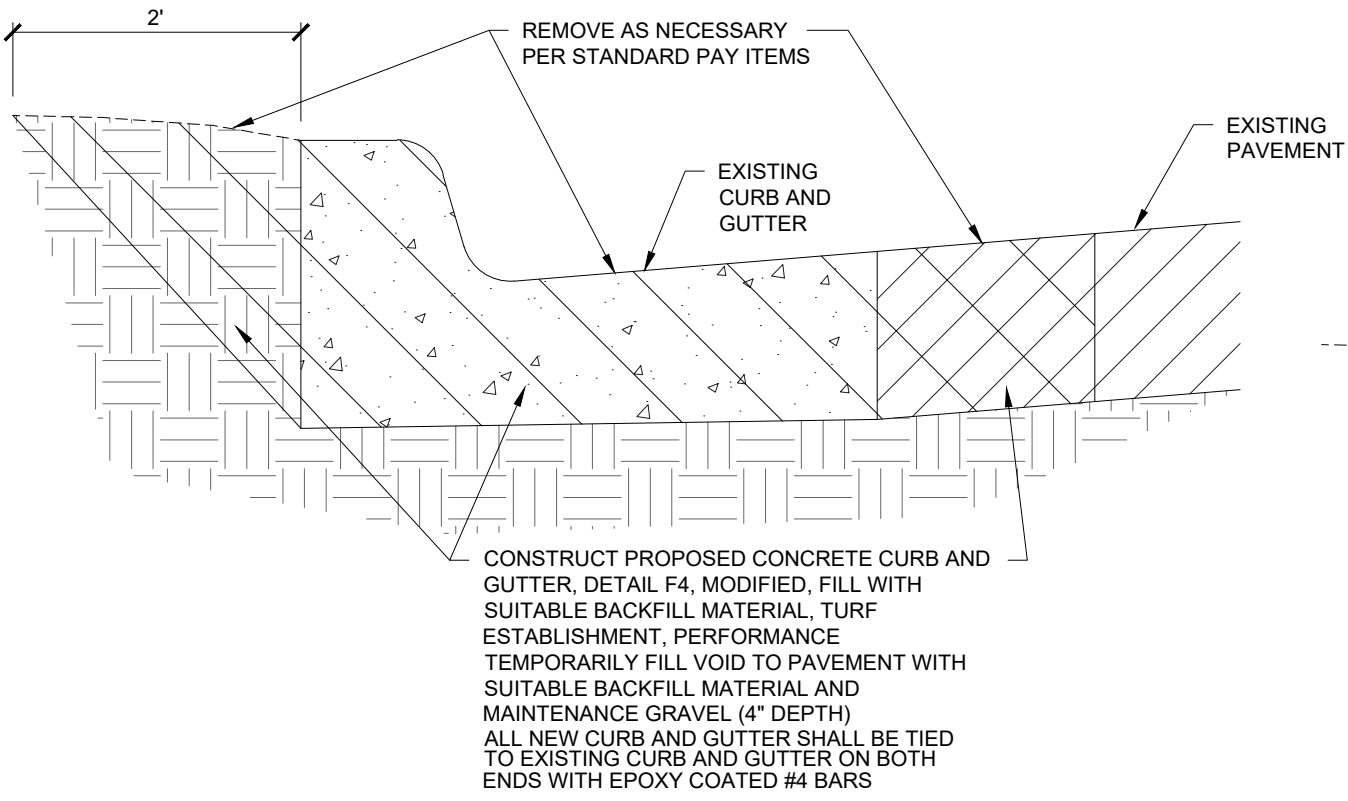 2'
REMOVE AS NECESSARY
PER STANDARD PAY ITEMS
EXISTING
PAVEMENT
EXISTING
CURB AND
GUTTER
CONSTRUCT PROPOSED CONCRETE CURB AND
GUTTER, DETAIL F4, MODIFIED, FILL WITH
SUITABLE BACKFILL MATERIAL, TURF
ESTABLISHMENT, PERFORMANCE
TEMPORARILY FILL VOID TO PAVEMENT WITH
SUITABLE BACKFILL MATERIAL AND
MAINTENANCE GRAVEL (4" DEPTH)
ALL NEW CURB AND GUTTER SHALL BE TIED
TO EXISTING CURB AND GUTTER ON BOTH
ENDS WITH EPOXY COATED #4 BARS